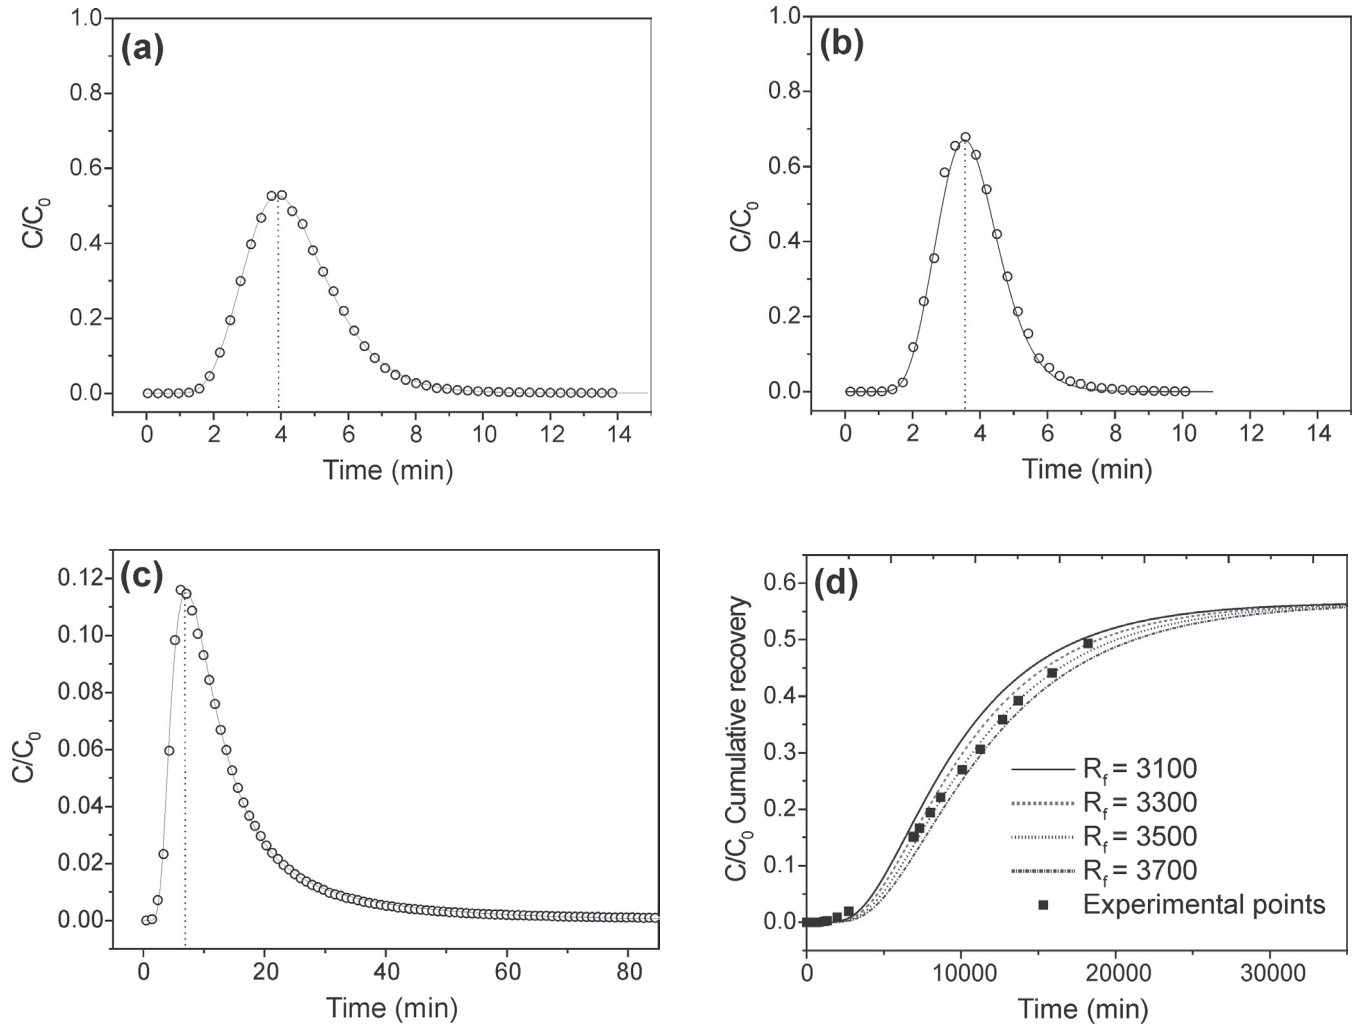 (a)
1.0
0.8
0.6
0.4
0.2
0.0
C/C0
0 2 4 6 8 10 12 14
Time (min)
(b)
1.0
0.8
0.6
0.4
0.2
0.0
C/C0
0 2 4 6 8 10 12 14
Time (min)
(c)
0.12
0.10
0.08
0.06
0.04
0.02
0.00
C/C0
0 20 40 60 80
Time (min)
(d)
0.6
0.5
0.4
0.3
0.2
0.1
0.0
C/C0 Cumulative recovery
Rf = 3100
Rf = 3300
Rf = 3500
Rf = 3700
Experimental points
0 10000 20000 30000
Time (min)